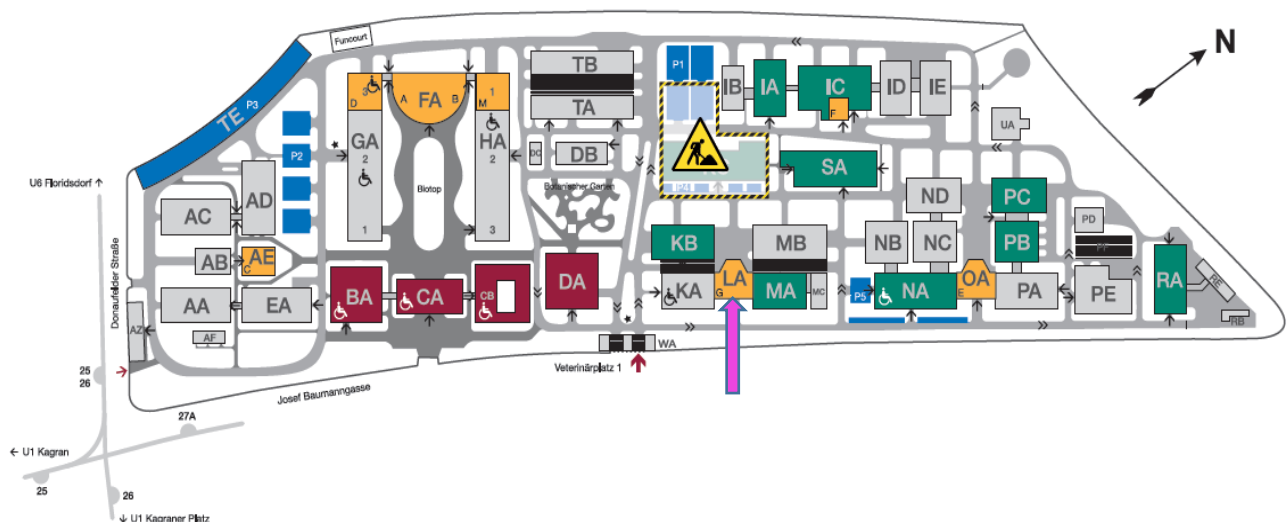 Funcourt
N
TE P3
P2
P1
3
D
A
FA
B
1
M
GA
2
1
HA
2
3
Biotop
TB
TA
DC
DB
Botanischer Garten
IB
IA
IC
F
ID
IE
UA
SA
P4
U6 Floridsdorf ↑
Donaufelder Straße
AC
AD
AB
AE
C
AA
EA
AF
AZ
BA
CA
CB
DA
KB
KA
LA
G
MB
MA
MC
ND
NB
NC
NA
P5
OA
E
PC
PB
PA
PD
PF
PE
RA
RE
RB
WA
Veterinärplatz 1
Josef Baumanngasse
25
26
27A
← U1 Kagran
25
26
↓ U1 Kagraner Platz